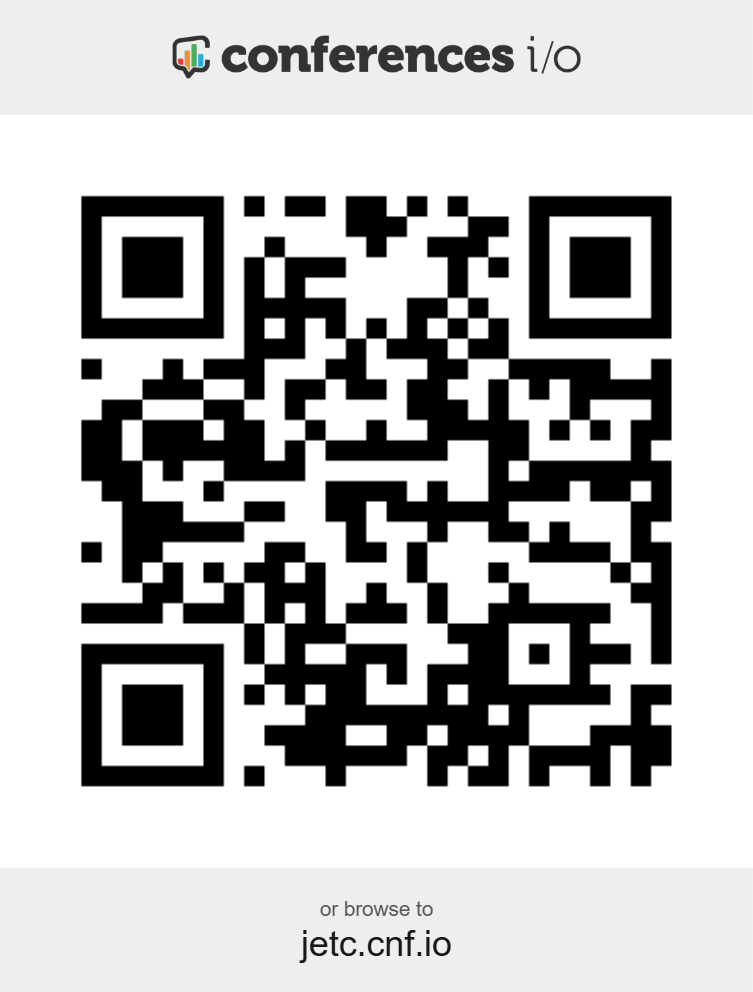 conferences i/o
or browse to
jetc.cnf.io